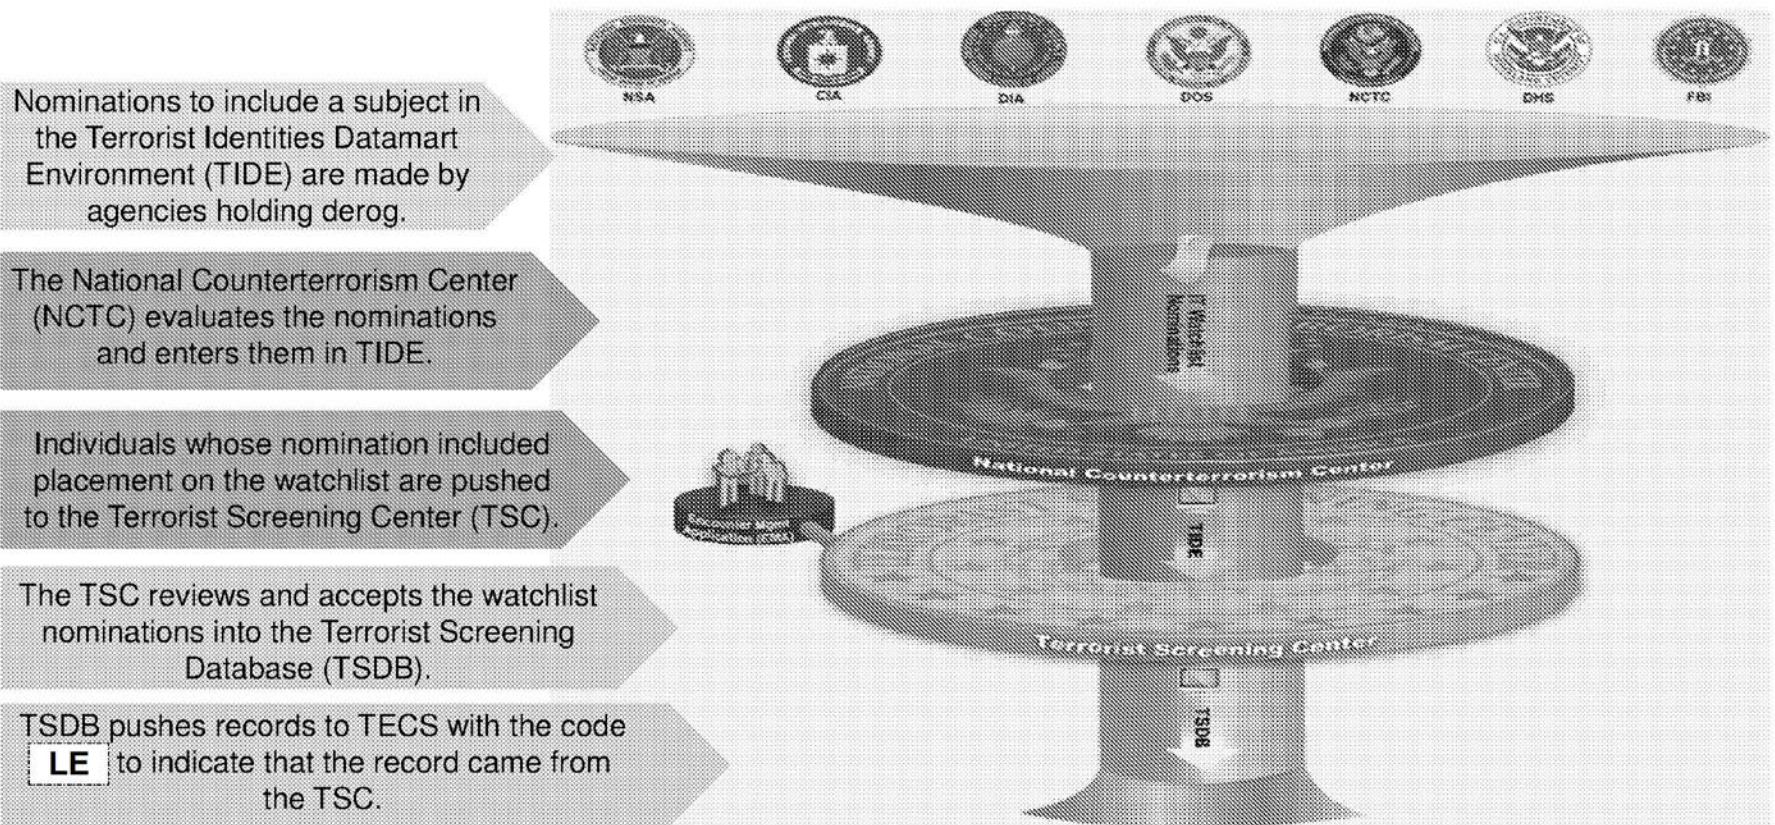 NSA
CIA
DIA
DOS
NCTC
DHS
FBI
Nominations to include a subject in
the Terrorist Identities Datamart
Environment (TIDE) are made by
agencies holding derog.
The National Counterterrorism Center
(NCTC) evaluates the nominations
and enters them in TIDE.
IT Watchlist
Nominations
Individuals whose nomination included
placement on the watchlist are pushed
to the Terrorist Screening Center (TSC).
National Counterterrorism Center
TIDE
The TSC reviews and accepts the watchlist
nominations into the Terrorist Screening
Database (TSDB).
Terrorist Screening Center
TSDB pushes records to TECS with the code
LE to indicate that the record came from
the TSC.
TSDB